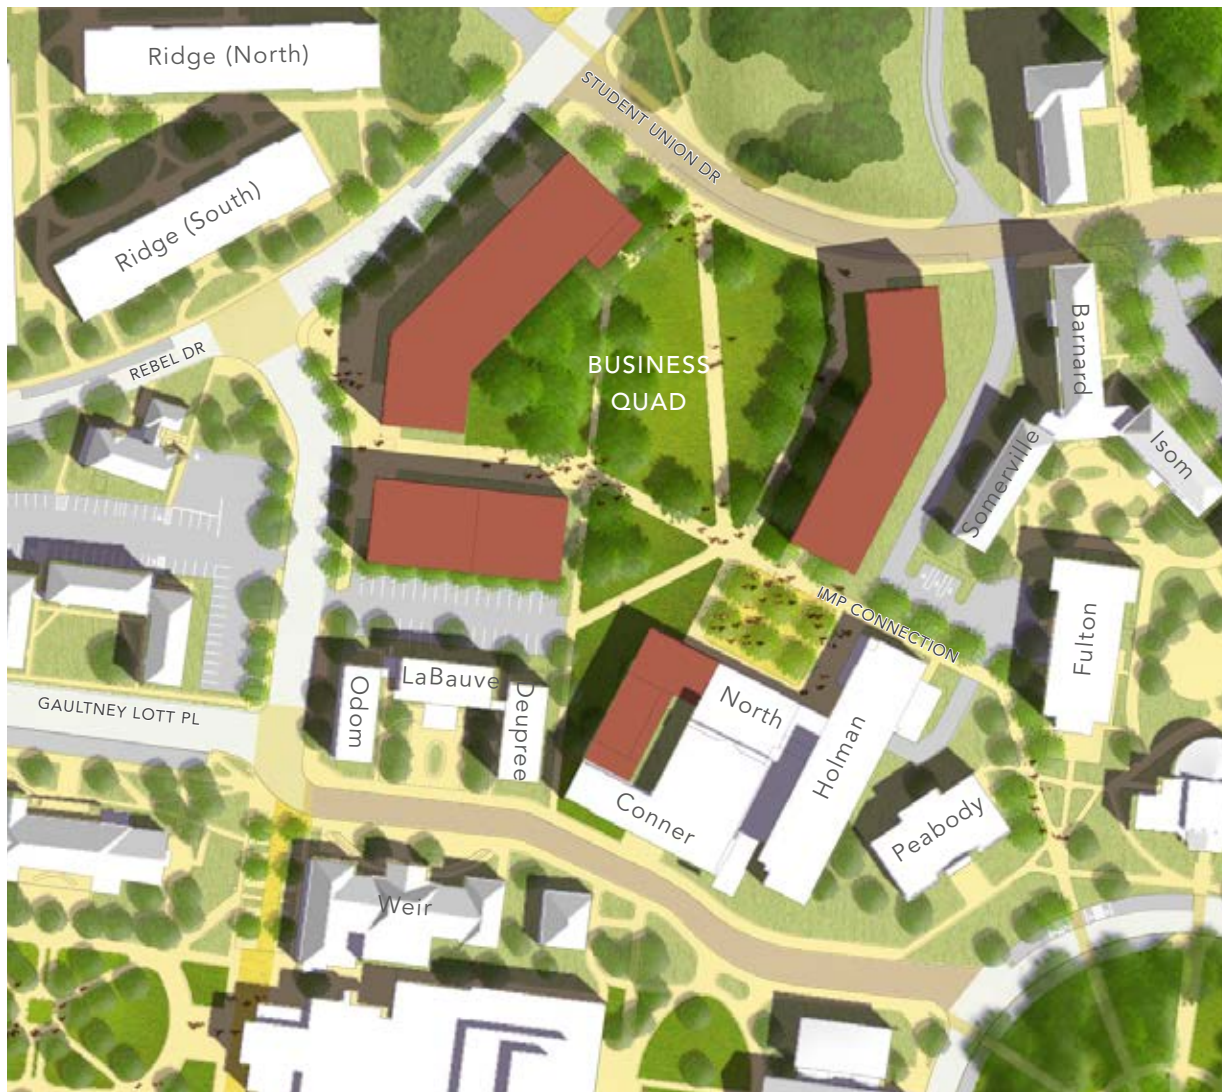 Ridge (North)
STUDENT UNION DR
Ridge (South)
REBEL DR
BUSINESS
QUAD
Barnard
Isom
Somerville
IMP CONNECTION
Fulton
LaBauve
Odom
Deupree
North
GAULTNEY LOTT PL
Holman
Conner
Peabody
Weir